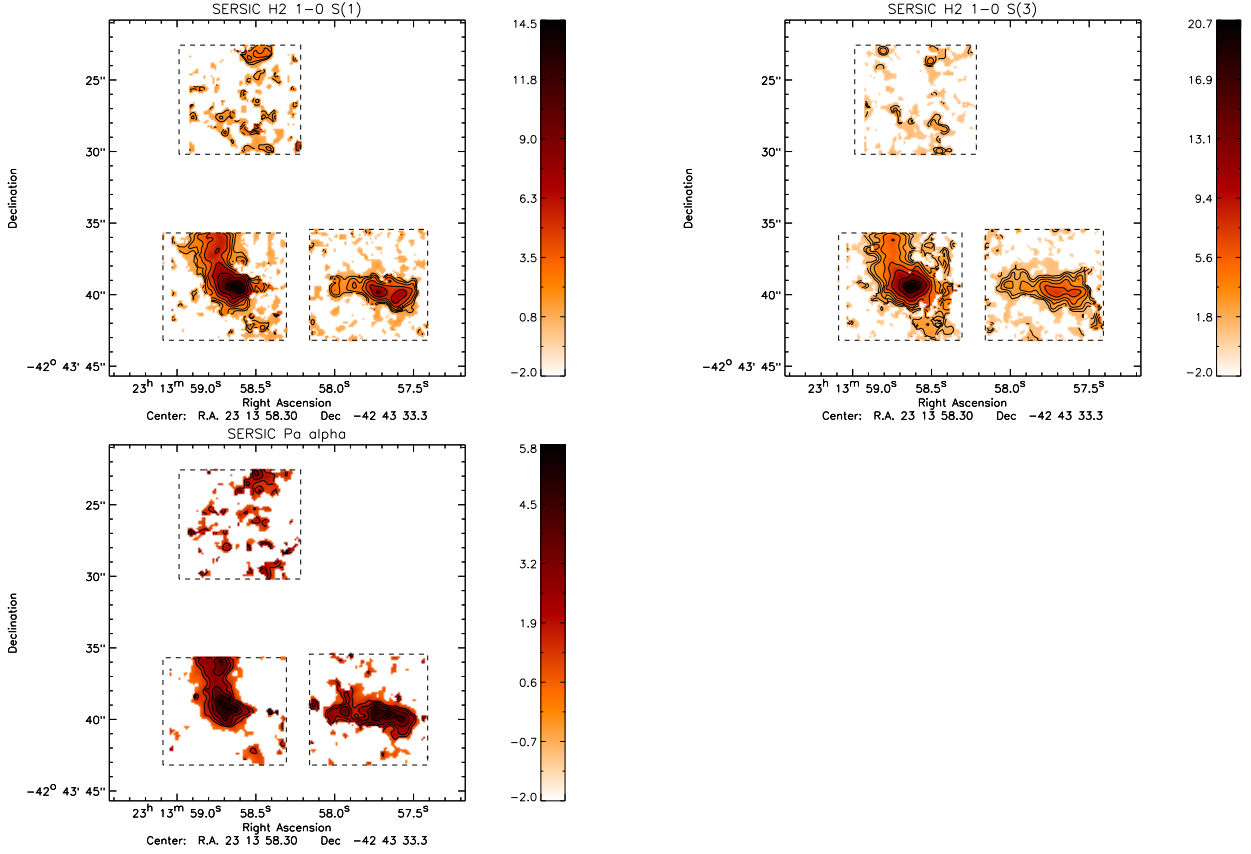 SERSIC H2 1-0 S(1)
25"
30"
35"
40"
-42° 43' 45"
Declination
23h 13m 59.0s 58.5s 58.0s 57.5s
Right Ascension
Center: R.A. 23 13 58.30 Dec -42 43 33.3
14.5
11.8
9.0
6.3
3.5
0.8
-2.0
SERSIC H2 1-0 S(3)
25"
30"
35"
40"
-42° 43' 45"
Declination
23h 13m 59.0s 58.5s 58.0s 57.5s
Right Ascension
Center: R.A. 23 13 58.30 Dec -42 43 33.3
20.7
16.9
13.1
9.4
5.6
1.8
-2.0
SERSIC Pa alpha
25"
30"
35"
40"
-42° 43' 45"
Declination
23h 13m 59.0s 58.5s 58.0s 57.5s
Right Ascension
Center: R.A. 23 13 58.30 Dec -42 43 33.3
5.8
4.5
3.2
1.9
0.6
-0.7
-2.0